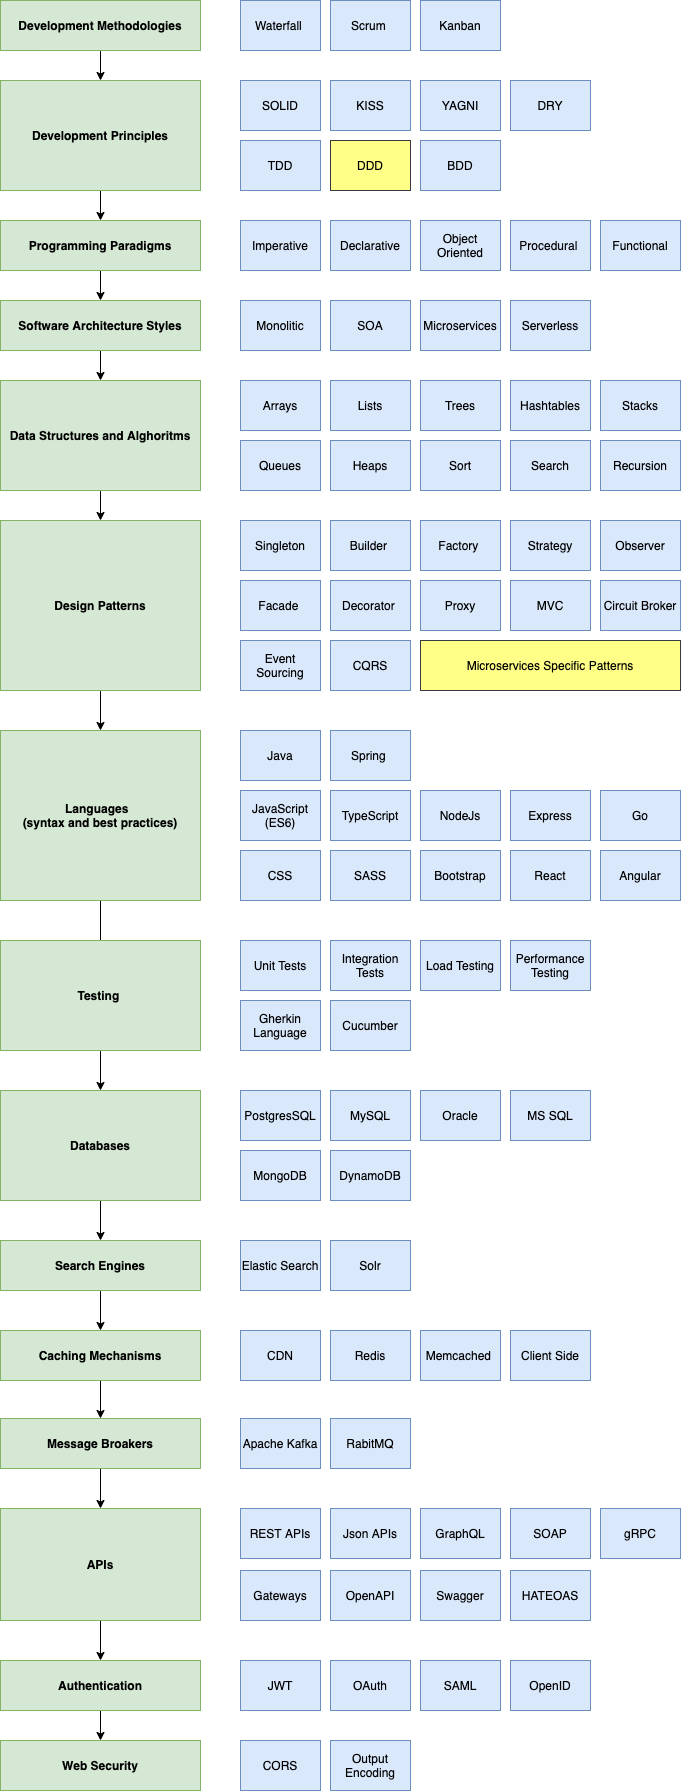 Development Methodologies
Waterfall
Scrum
Kanban
Development Principles
SOLID
KISS
YAGNI
DRY
TDD
DDD
BDD
Programming Paradigms
Imperative
Declarative
Object
Oriented
Procedural
Functional
Software Architecture Styles
Monolitic
SOA
Microservices
Serverless
Data Structures and Alghoritms
Arrays
Lists
Trees
Hashtables
Stacks
Queues
Heaps
Sort
Search
Recursion
Design Patterns
Singleton
Builder
Factory
Strategy
Observer
Facade
Decorator
Proxy
MVC
Circuit Broker
Event
Sourcing
CQRS
Microservices Specific Patterns
Languages
(syntax and best practices)
Java
Spring
JavaScript
(ES6)
TypeScript
NodeJs
Express
Go
CSS
SASS
Bootstrap
React
Angular
Testing
Unit Tests
Integration
Tests
Load Testing
Performance
Testing
Gherkin
Language
Cucumber
Databases
PostgresSQL
MySQL
Oracle
MS SQL
MongoDB
DynamoDB
Search Engines
Elastic Search
Solr
Caching Mechanisms
CDN
Redis
Memcached
Client Side
Message Broakers
Apache Kafka
RabitMQ
APIs
REST APIs
Json APIs
GraphQL
SOAP
gRPC
Gateways
OpenAPI
Swagger
HATEOAS
Authentication
JWT
OAuth
SAML
OpenID
Web Security
CORS
Output
Encoding